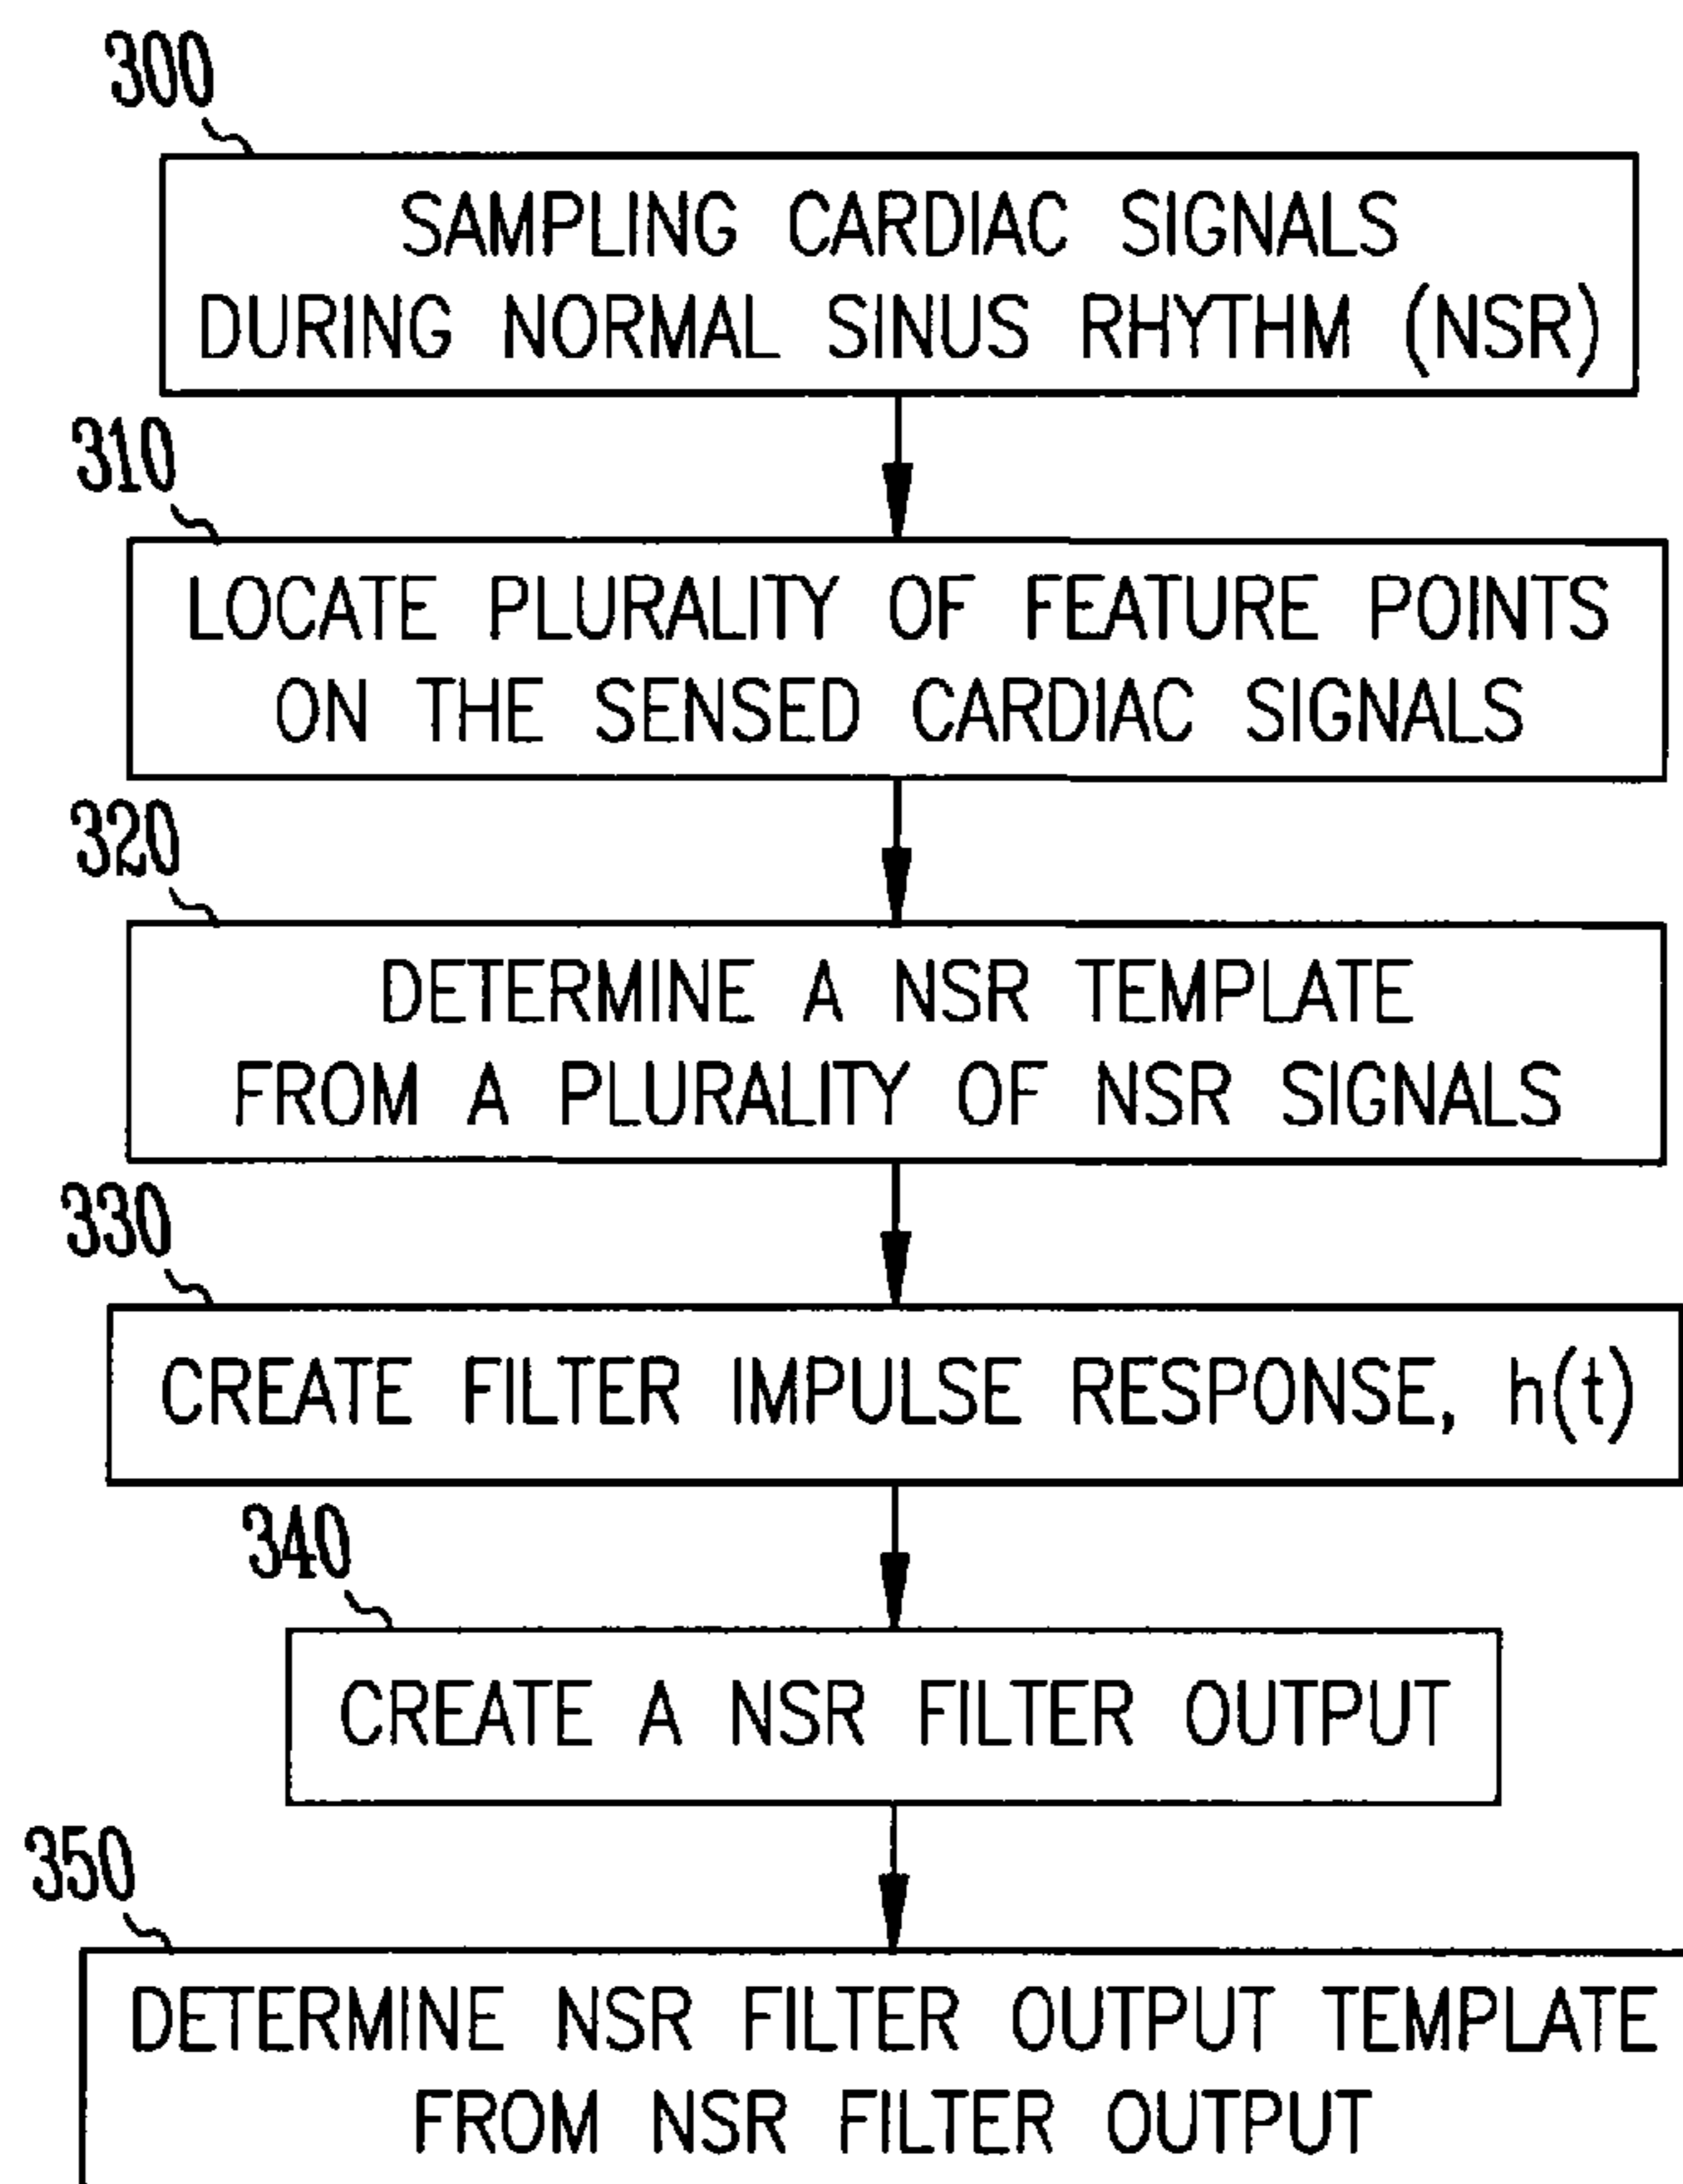 300
SAMPLING CARDIAC SIGNALS
DURING NORMAL SINUS RHYTHM (NSR)
310
LOCATE PLURALITY OF FEATURE POINTS
ON THE SENSED CARDIAC SIGNALS
320
DETERMINE A NSR TEMPLATE
FROM A PLURALITY OF NSR SIGNALS
330
CREATE FILTER IMPULSE RESPONSE, h(t)
340
CREATE A NSR FILTER OUTPUT
350
DETERMINE NSR FILTER OUTPUT TEMPLATE
FROM NSR FILTER OUTPUT